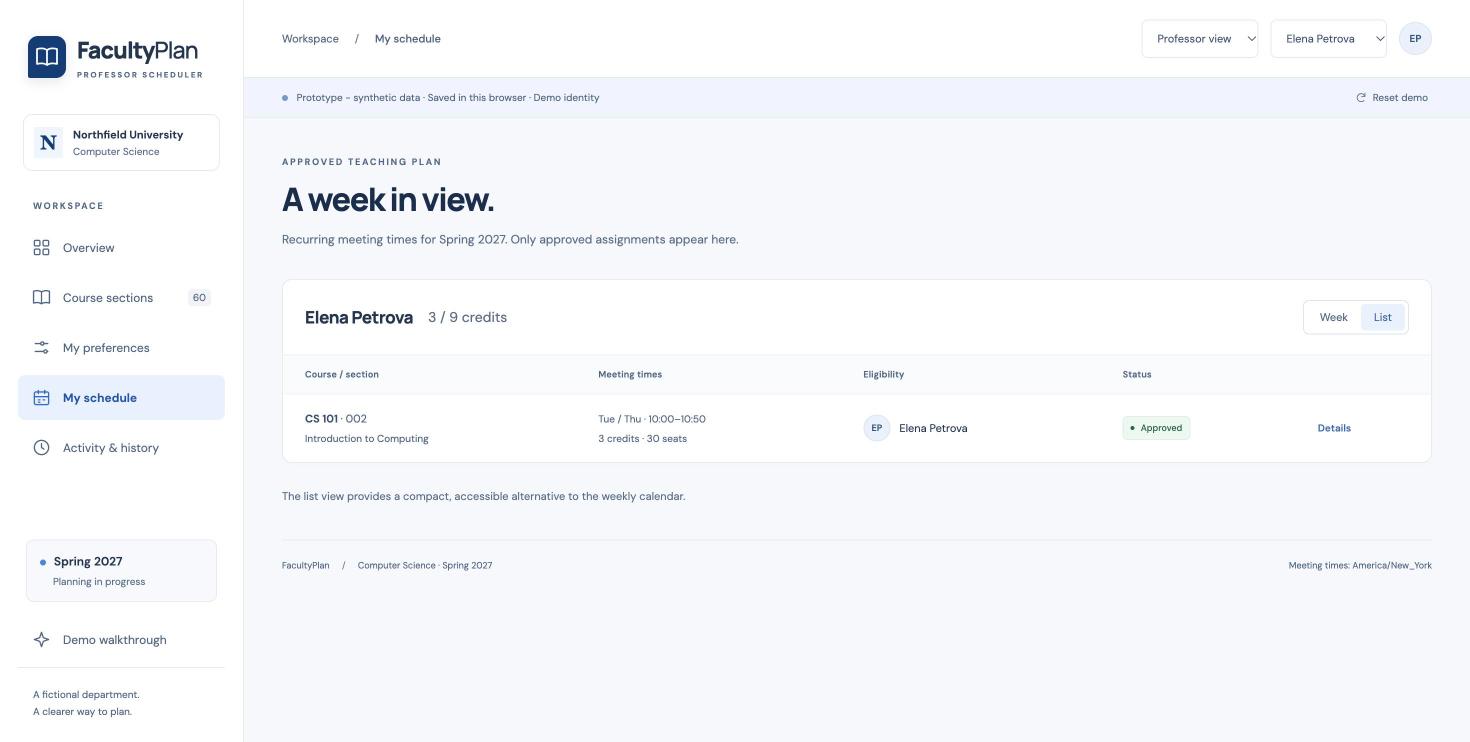 FacultyPlan
PROFESSOR SCHEDULER
N
Northfield University
Computer Science
WORKSPACE
Overview
Course sections 60
My preferences
My schedule
Activity & history
Spring 2027
Planning in progress
Demo walkthrough
A fictional department.
A clearer way to plan.
Workspace / My schedule
Professor view
Elena Petrova
EP
Prototype – synthetic data · Saved in this browser · Demo identity
Reset demo
APPROVED TEACHING PLAN
A week in view.
Recurring meeting times for Spring 2027. Only approved assignments appear here.
Elena Petrova 3 / 9 credits
Week List
Course / section Meeting times Eligibility Status
CS 101 · 002
Introduction to Computing
Tue / Thu · 10:00–10:50
3 credits · 30 seats
EP Elena Petrova
Approved
Details
The list view provides a compact, accessible alternative to the weekly calendar.
FacultyPlan / Computer Science · Spring 2027
Meeting times: America/New_York